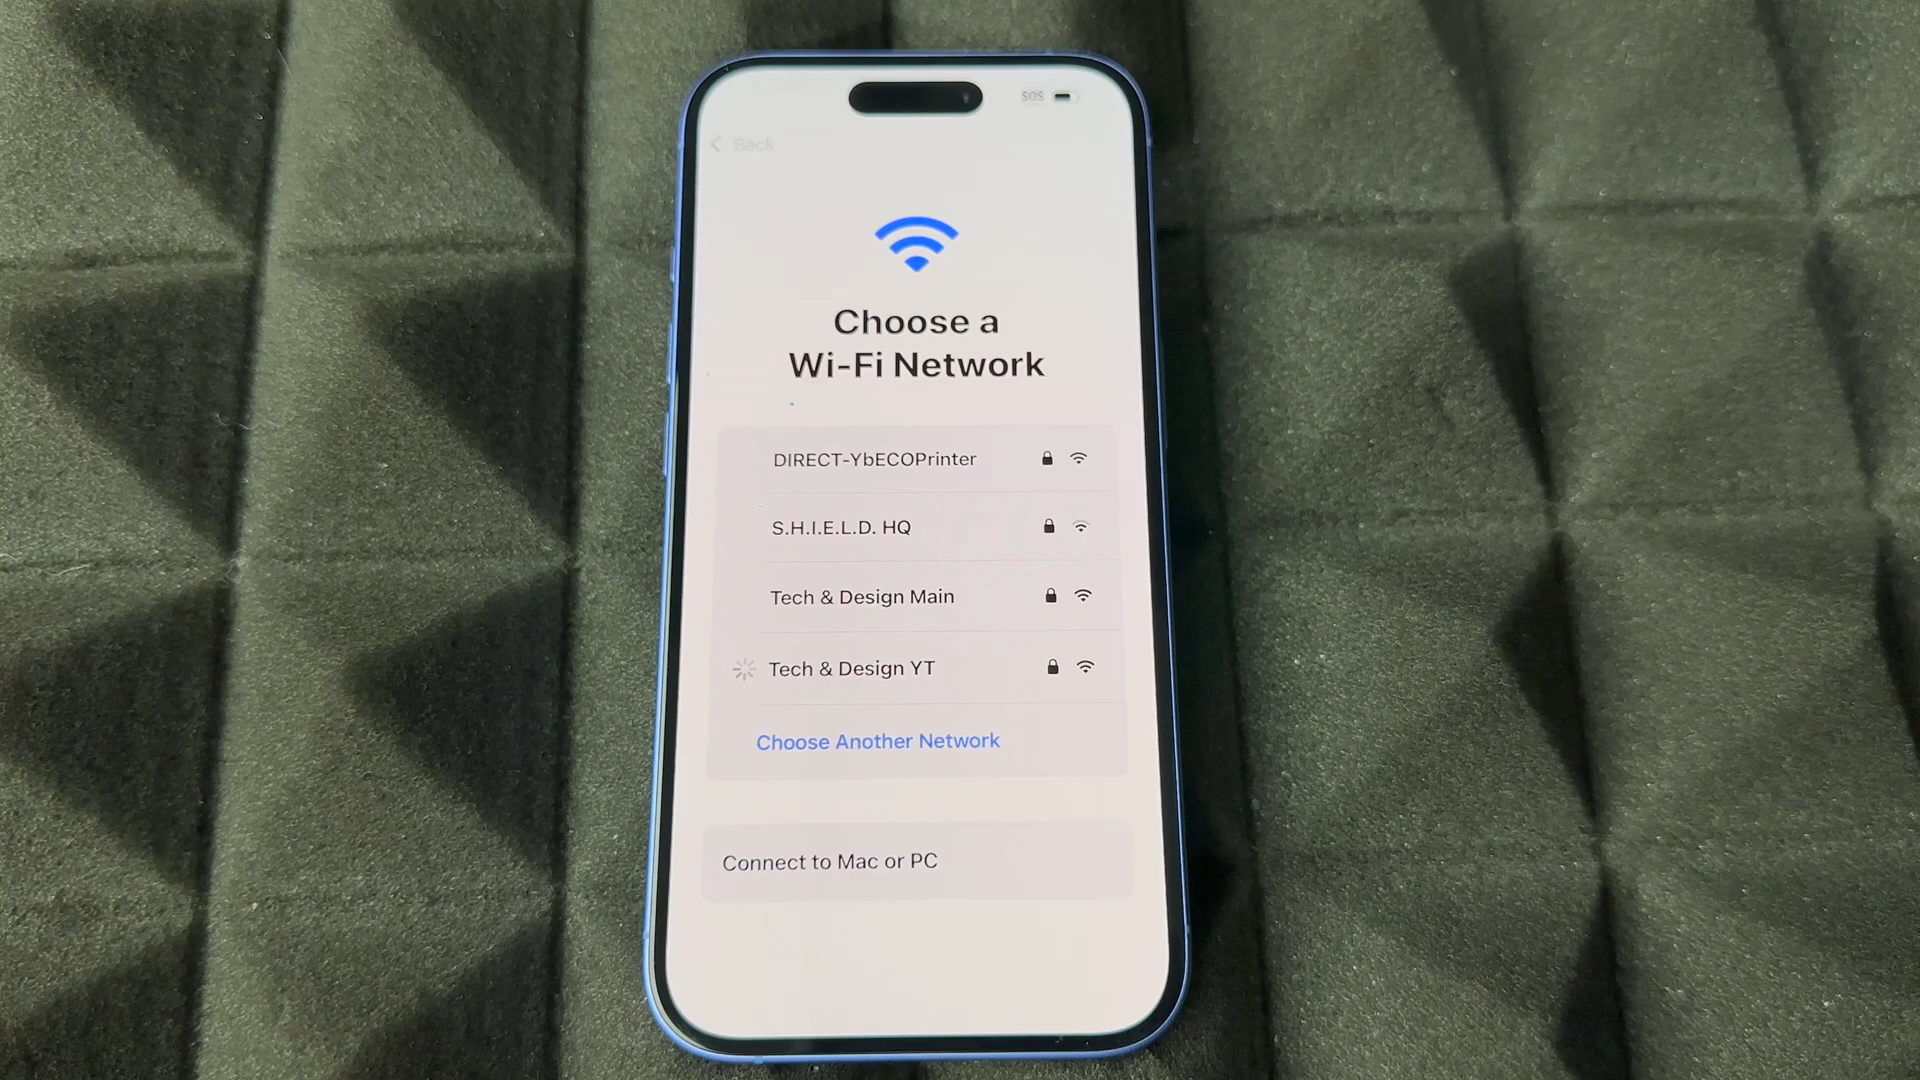 SOS
Back
Choose a
Wi-Fi Network
DIRECT-YbECOPrinter
S.H.I.E.L.D. HQ
Tech & Design Main
Tech & Design YT
Choose Another Network
Connect to Mac or PC